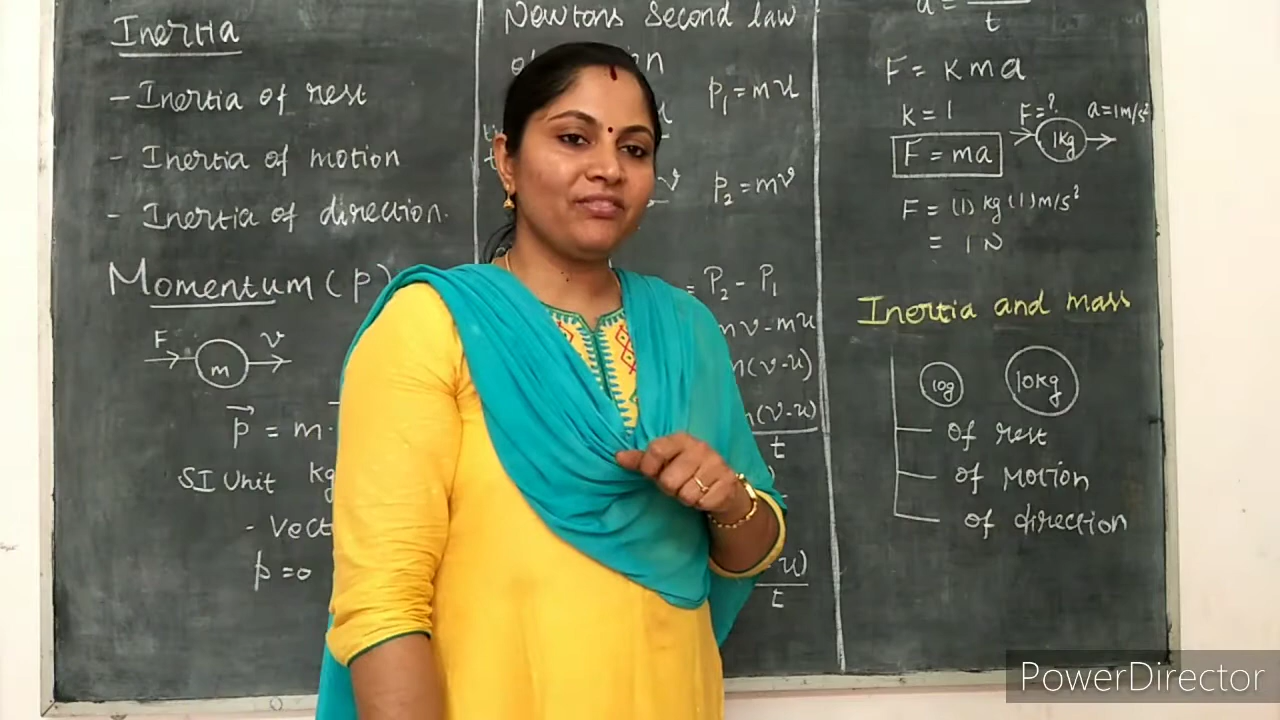 Inertia
- Inertia of rest
- Inertia of motion
- Inertia of direction.
Momentum (p)
F v
m
p = m.
SI Unit kg
- Vect
p = 0
Newtons Second law
p₁ = mu
p₂ = mv
= P₂ - P₁
mv - mu
(v-u)
(v-u)
t
u)
t
t
F = Kma
k = 1
F = ma
F = ? a = 1m/s²
1kg
F = (1) kg (1) m/s²
= 1 N
Inertia and mass
10g 10kg
of rest
of Motion
of direction
PowerDirector